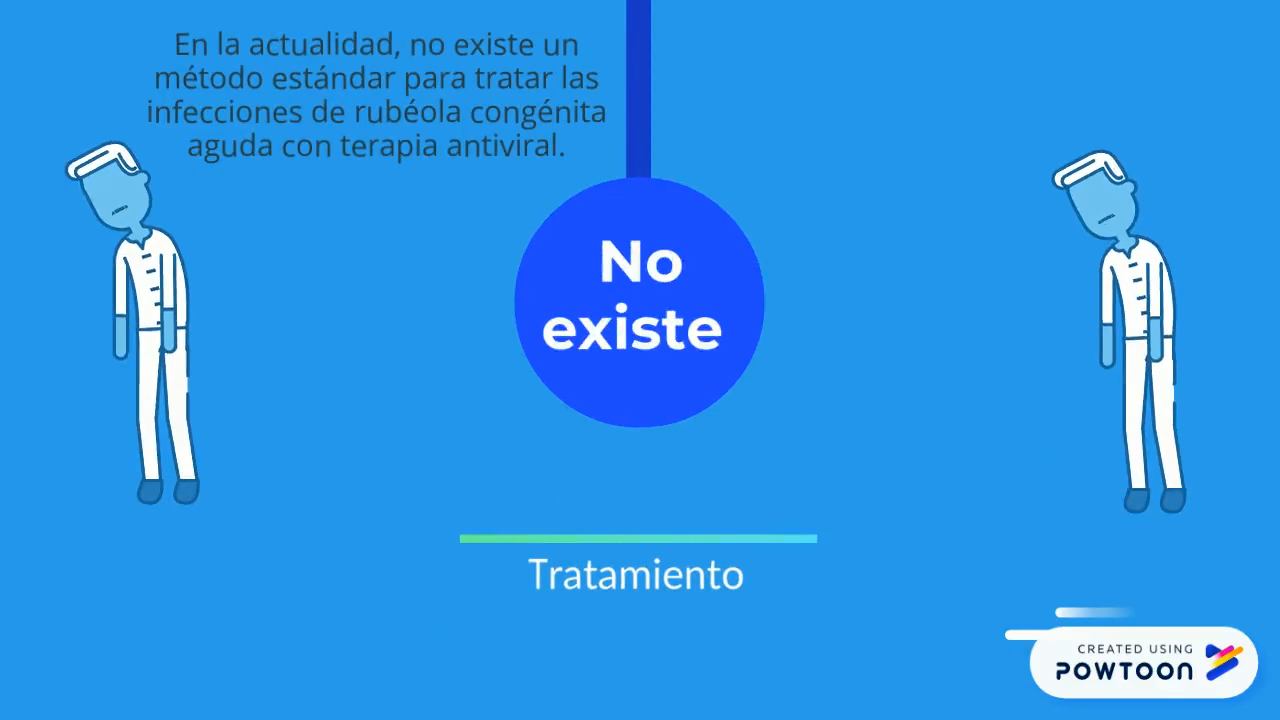 En la actualidad, no existe un
método estándar para tratar las
infecciones de rubéola congénita
aguda con terapia antiviral.
No
existe
Tratamiento
CREATED USING
POWTOON